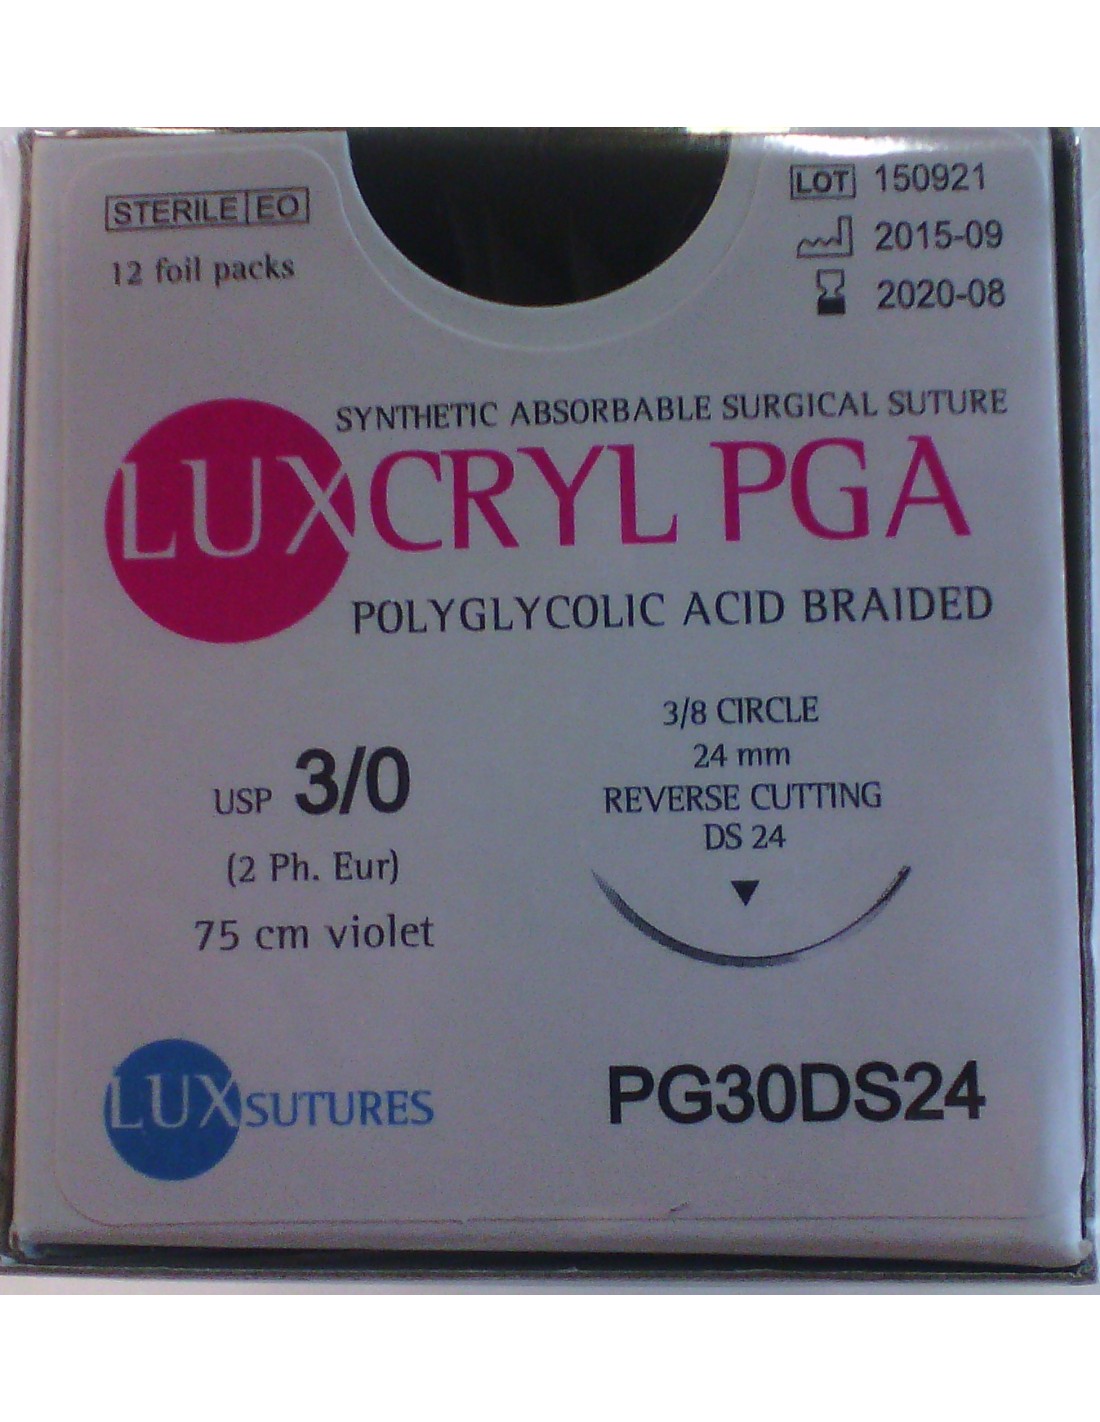 STERILE EO
12 foil packs
LOT 150921
2015-09
2020-08
SYNTHETIC ABSORBABLE SURGICAL SUTURE
LUXCRYL PGA
POLYGLYCOLIC ACID BRAIDED
USP 3/0
(2 Ph. Eur)
75 cm violet
3/8 CIRCLE
24 mm
REVERSE CUTTING
DS 24
LUXSUTURES
PG30DS24